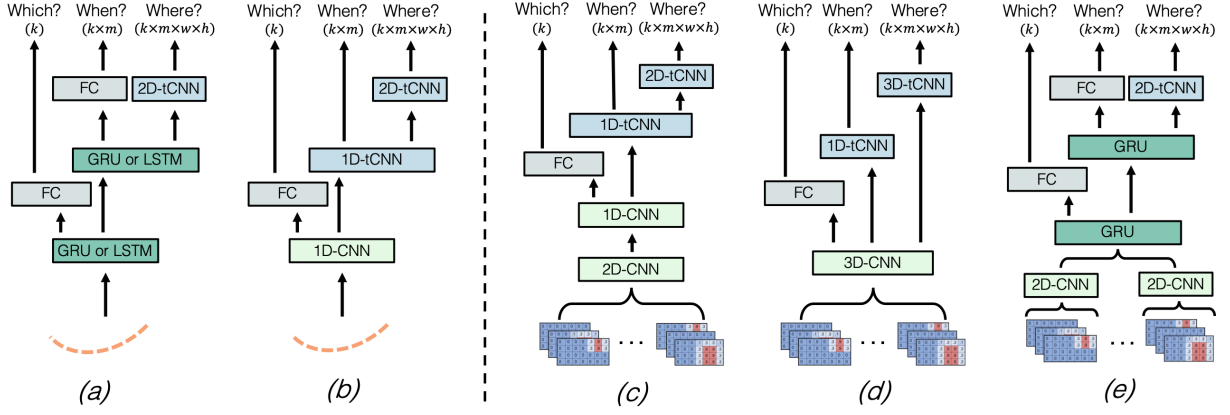 Which? When? Where?
(k) (k×m) (k×m×w×h)
FC 2D-tCNN
GRU or LSTM
FC
GRU or LSTM
(a)
Which? When? Where?
(k) (k×m) (k×m×w×h)
2D-tCNN
1D-tCNN
FC
1D-CNN
(b)
Which? When? Where?
(k) (k×m) (k×m×w×h)
2D-tCNN
1D-tCNN
FC
1D-CNN
2D-CNN
...
(c)
Which? When? Where?
(k) (k×m) (k×m×w×h)
3D-tCNN
1D-tCNN
FC
3D-CNN
...
(d)
Which? When? Where?
(k) (k×m) (k×m×w×h)
FC 2D-tCNN
GRU
FC
GRU
2D-CNN 2D-CNN
...
(e)